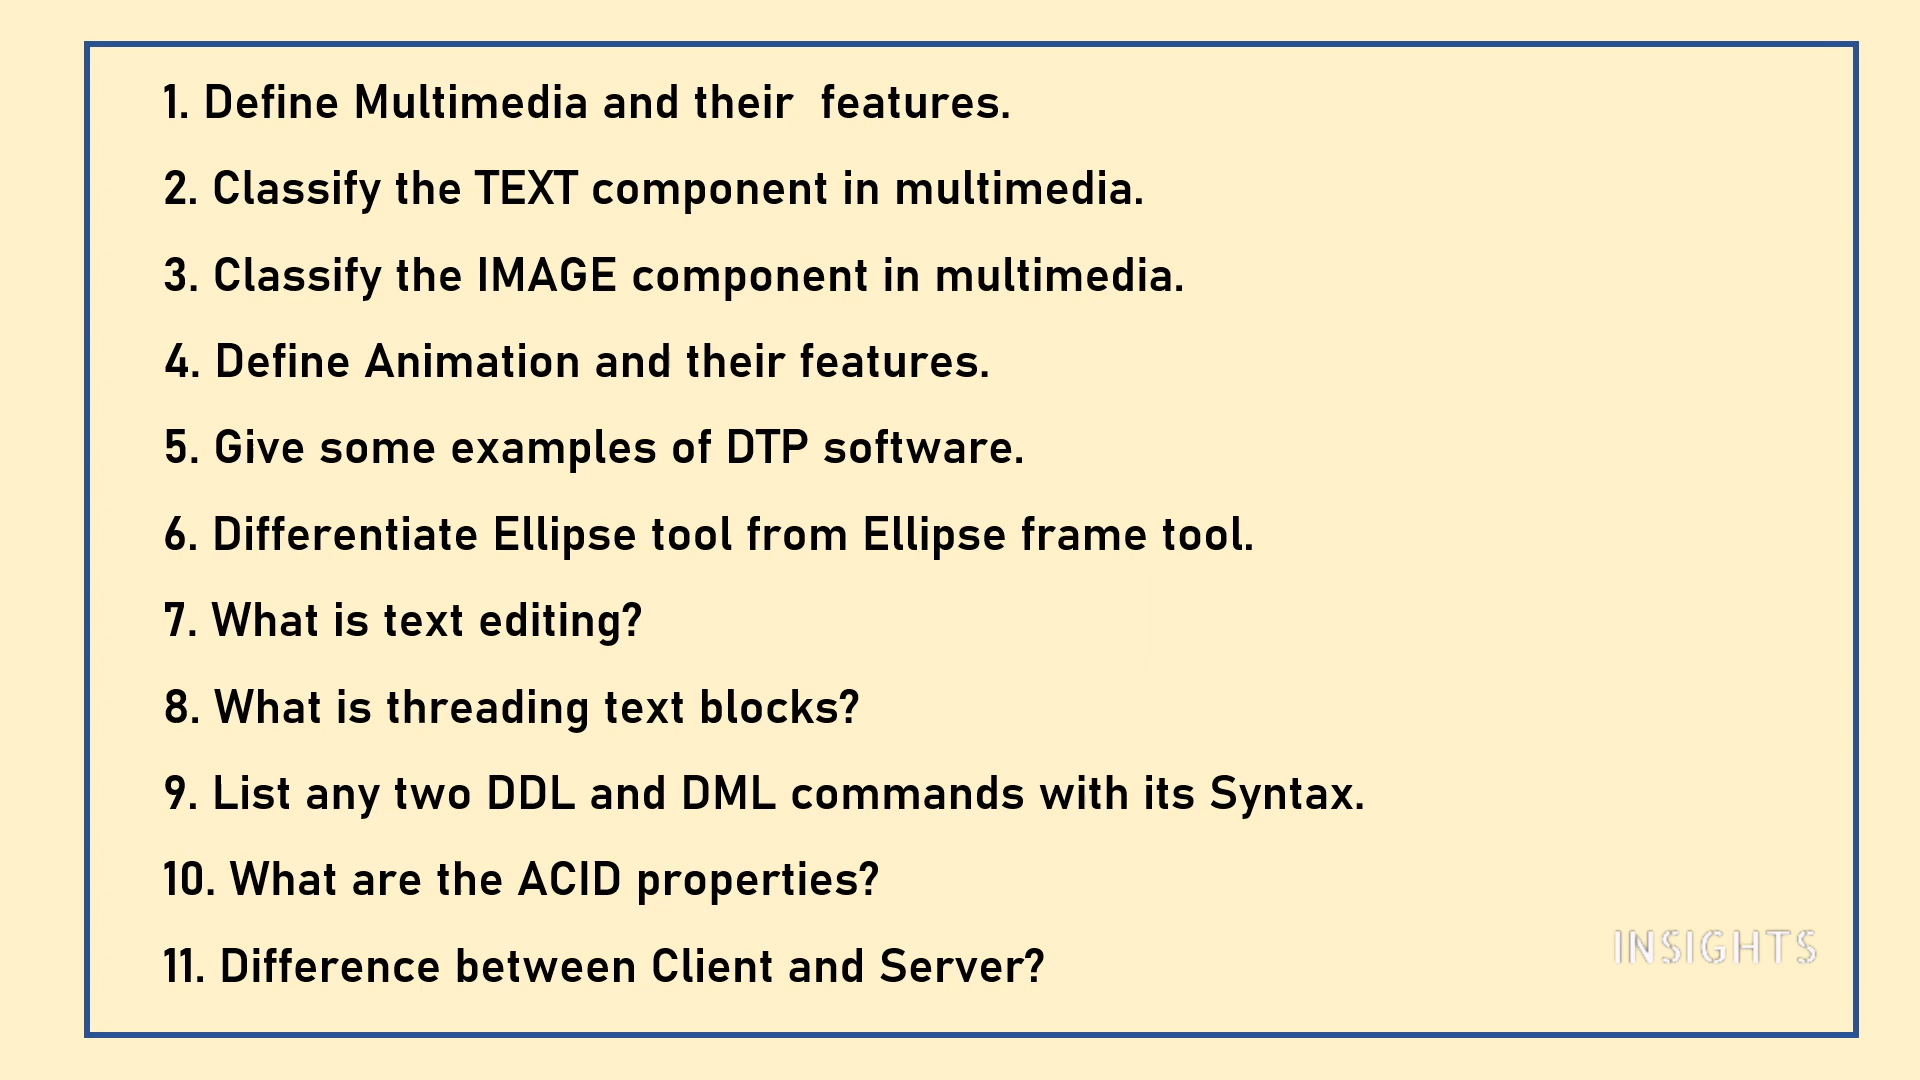 1. Define Multimedia and their  features.
2. Classify the TEXT component in multimedia.
3. Classify the IMAGE component in multimedia.
4. Define Animation and their features.
5. Give some examples of DTP software.
6. Differentiate Ellipse tool from Ellipse frame tool.
7. What is text editing?
8. What is threading text blocks?
9. List any two DDL and DML commands with its Syntax.
10. What are the ACID properties?
11. Difference between Client and Server?
INSIGHTS